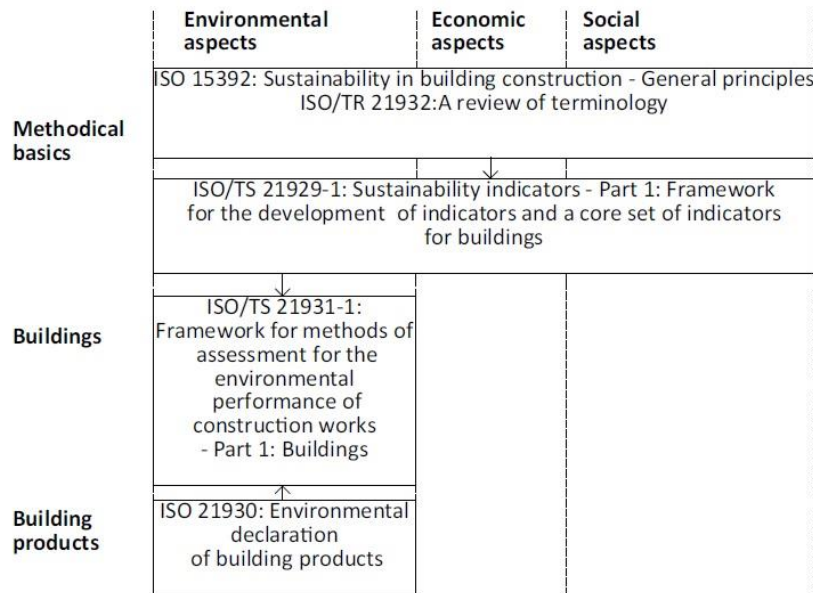 Environmental
aspects
Economic
aspects
Social
aspects
Methodical
basics
ISO 15392: Sustainability in building construction - General principles
ISO/TR 21932:A review of terminology
ISO/TS 21929-1: Sustainability indicators - Part 1: Framework
for the development of indicators and a core set of indicators
for buildings
Buildings
ISO/TS 21931-1:
Framework for methods of
assessment for the
environmental
performance of
construction works
- Part 1: Buildings
Building
products
ISO 21930: Environmental
declaration
of building products